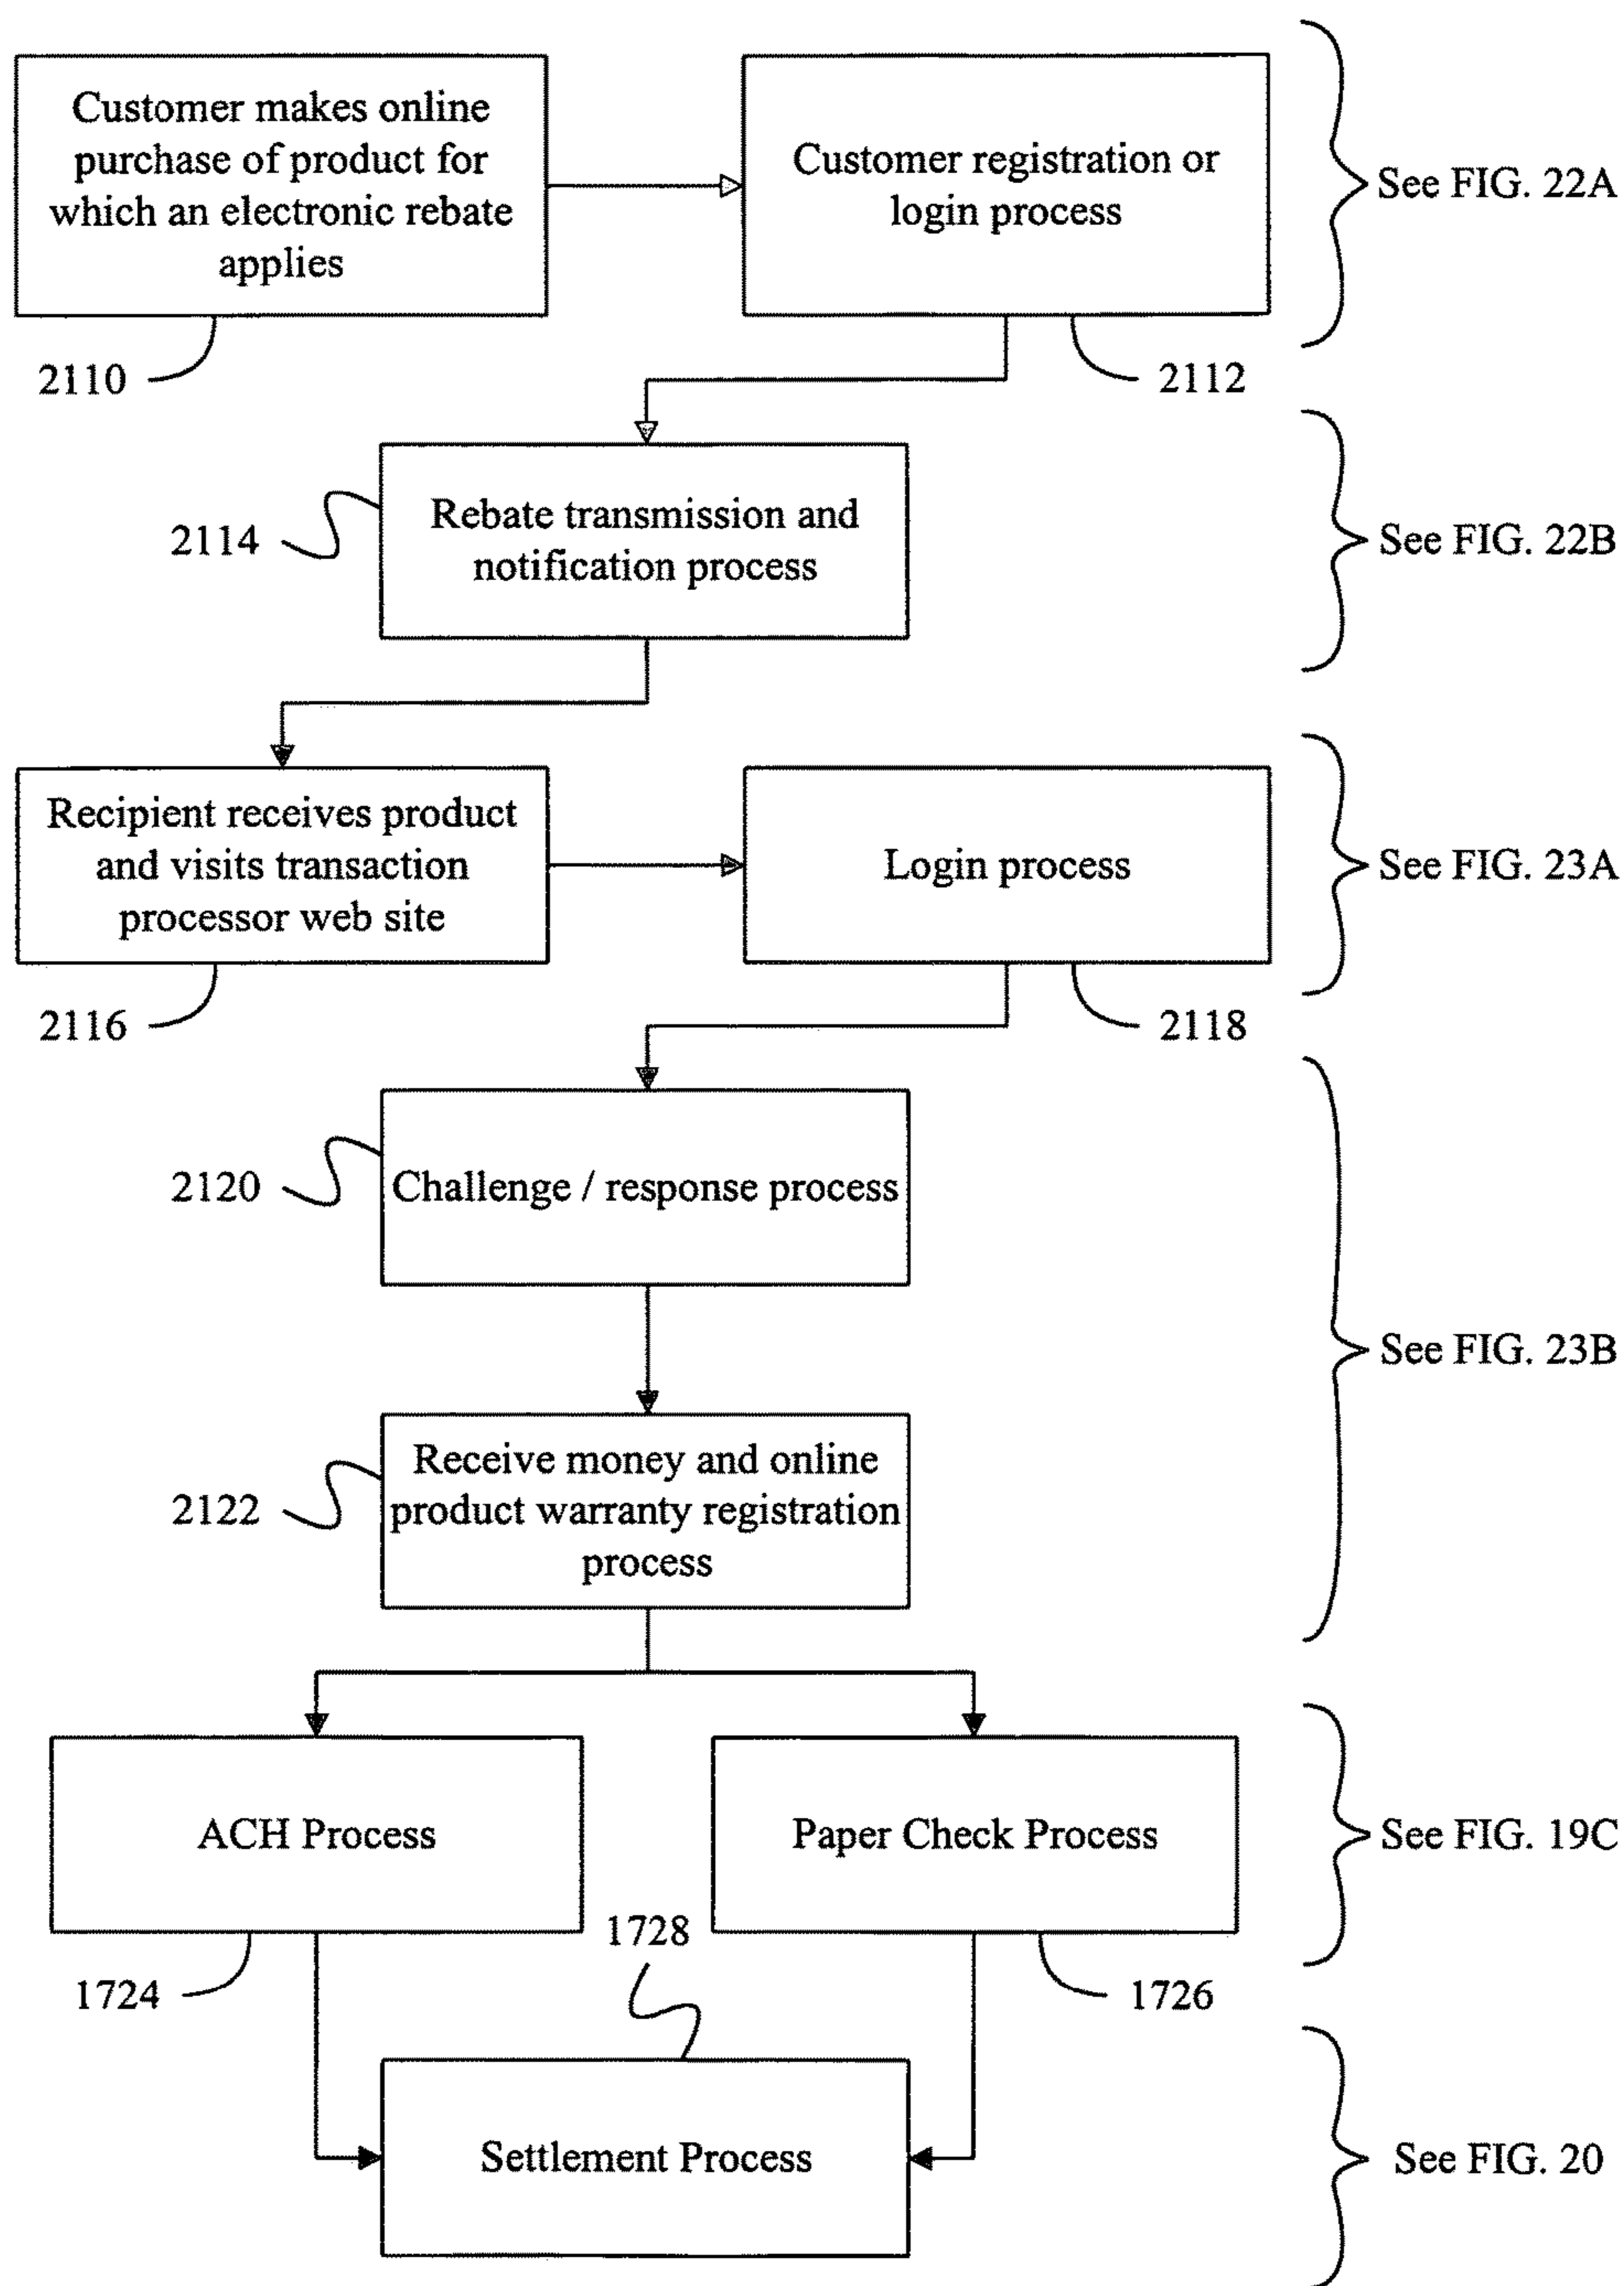 Customer makes online
purchase of product for
which an electronic rebate
applies
Customer registration or
login process
See FIG. 22A
2110
2112
Rebate transmission and
notification process
2114
See FIG. 22B
Recipient receives product
and visits transaction
processor web site
Login process
See FIG. 23A
2116
2118
2120
Challenge / response process
See FIG. 23B
2122
Receive money and online
product warranty registration
process
ACH Process
Paper Check Process
See FIG. 19C
1728
1724
1726
Settlement Process
See FIG. 20